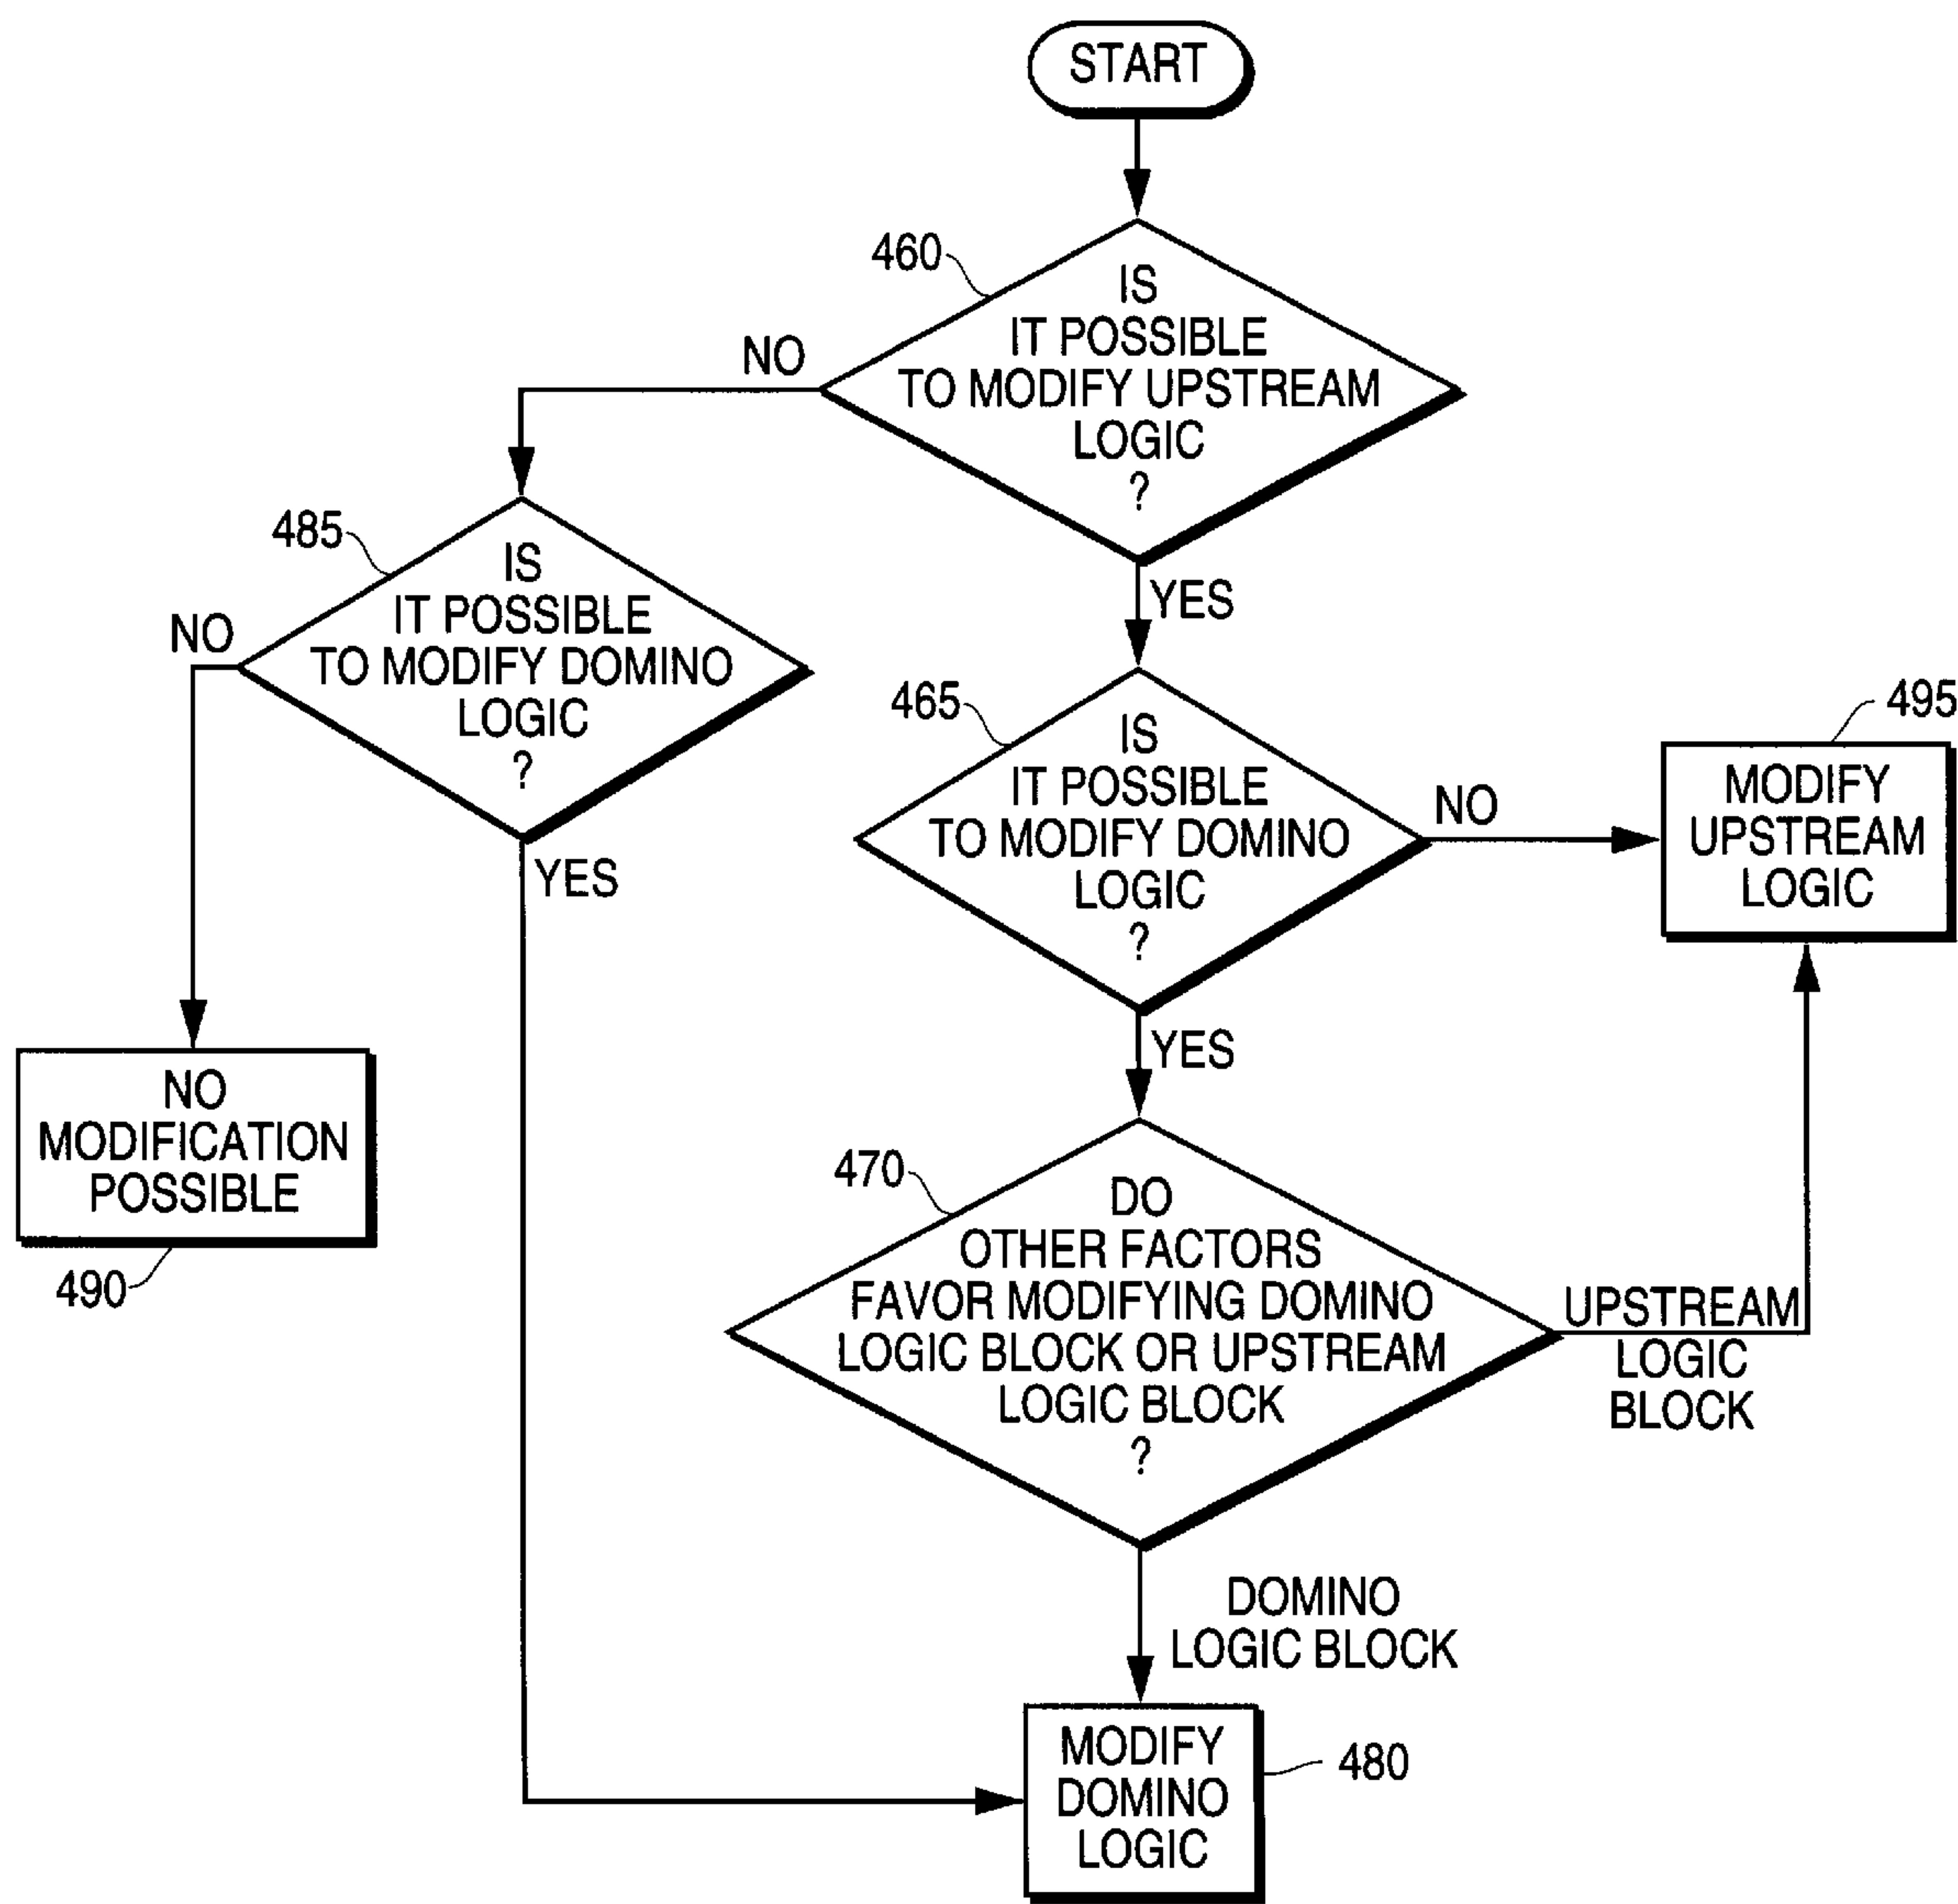 START
460
IS
IT POSSIBLE
TO MODIFY UPSTREAM
LOGIC
?
NO
YES
485
IS
IT POSSIBLE
TO MODIFY DOMINO
LOGIC
?
NO
YES
465
IS
IT POSSIBLE
TO MODIFY DOMINO
LOGIC
?
NO
YES
495
MODIFY
UPSTREAM
LOGIC
NO
MODIFICATION
POSSIBLE
490
470
DO
OTHER FACTORS
FAVOR MODIFYING DOMINO
LOGIC BLOCK OR UPSTREAM
LOGIC BLOCK
?
UPSTREAM
LOGIC
BLOCK
DOMINO
LOGIC BLOCK
MODIFY
DOMINO
LOGIC
480